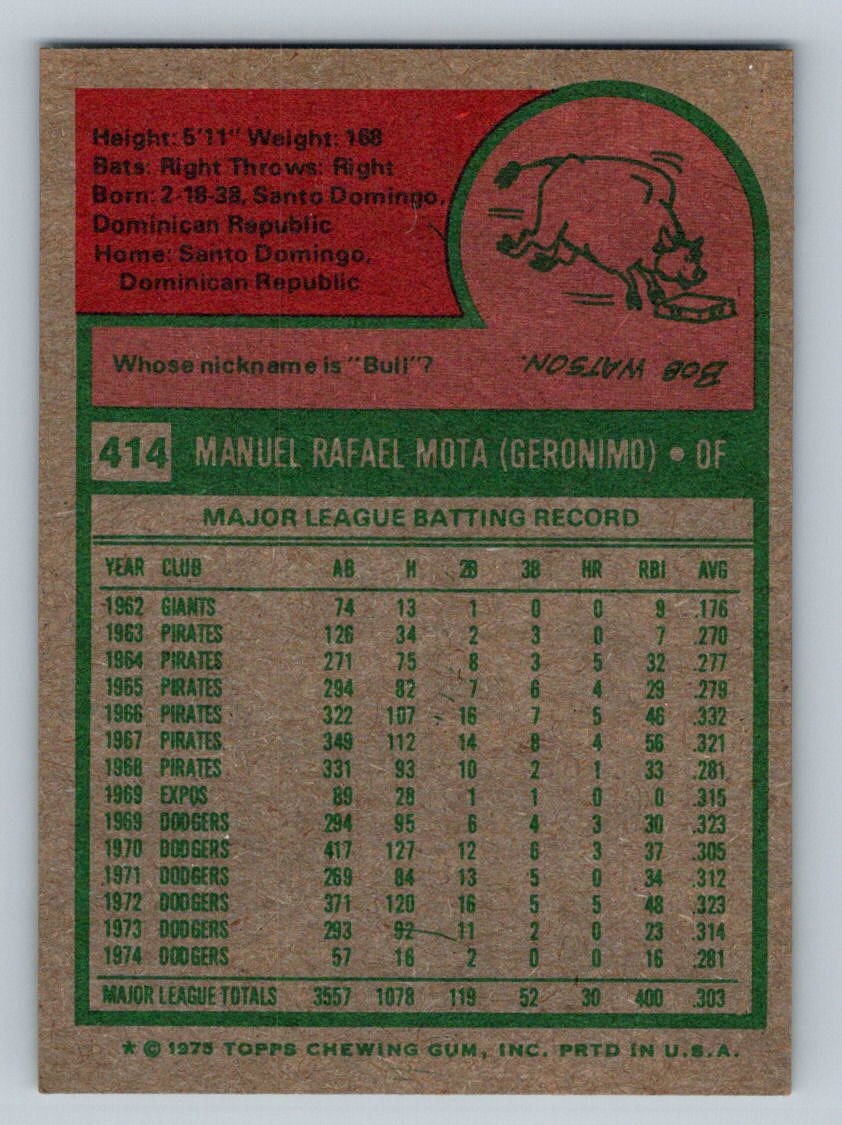 Height: 5'11" Weight: 168
Bats: Right Throws: Right
Born: 2-18-38, Santo Domingo,
Dominican Republic
Home: Santo Domingo,
Dominican Republic
Whose nickname is "Bull"?
BOB WATSON.
414 MANUEL RAFAEL MOTA (GERONIMO) • OF
MAJOR LEAGUE BATTING RECORD
YEAR CLUB AB H 2B 3B HR RBI AVG
1962 GIANTS 74 13 1 0 0 9 .176
1963 PIRATES 126 34 2 3 0 7 .270
1964 PIRATES 271 75 8 3 5 32 .277
1965 PIRATES 294 82 7 6 4 29 .279
1966 PIRATES 322 107 16 7 5 46 .332
1967 PIRATES 349 112 14 8 4 56 .321
1968 PIRATES 331 93 10 2 1 33 .281
1969 EXPOS 89 28 1 1 0 0 .315
1969 DODGERS 294 95 6 4 3 30 .323
1970 DODGERS 417 127 12 6 3 37 .305
1971 DODGERS 269 84 13 5 0 34 .312
1972 DODGERS 371 120 16 5 5 48 .323
1973 DODGERS 293 92 11 2 0 23 .314
1974 DODGERS 57 16 2 0 0 16 .281
MAJOR LEAGUE TOTALS 3557 1078 119 52 30 400 .303
★ © 1975 TOPPS CHEWING GUM, INC. PRTD IN U.S.A.